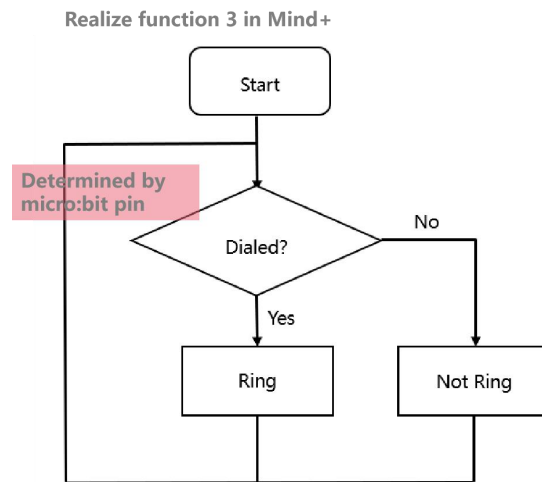 Realize function 3 in Mind+
Start
Determined by
micro:bit pin
Dialed?
No
Yes
Ring
Not Ring